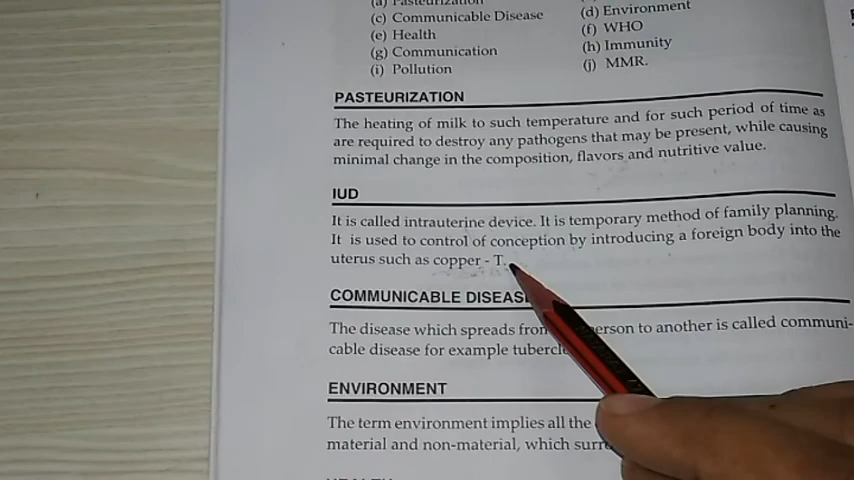 (a) Pasteurization
(c) Communicable Disease
(d) Environment
(e) Health
(f) WHO
(g) Communication
(h) Immunity
(i) Pollution
(j) MMR.
PASTEURIZATION
The heating of milk to such temperature and for such period of time as
are required to destroy any pathogens that may be present, while causing
minimal change in the composition, flavors and nutritive value.
IUD
It is called intrauterine device. It is temporary method of family planning.
It is used to control of conception by introducing a foreign body into the
uterus such as copper - T.
COMMUNICABLE DISEASE
The disease which spreads from person to another is called communi-
cable disease for example
ENVIRONMENT
The term environment implies all the
material and non-material, which
HEALTH